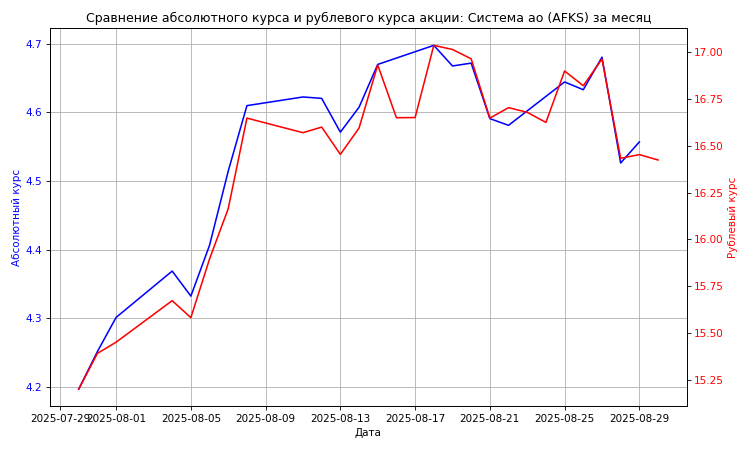 Сравнение абсолютного курса и рублевого курса акции: Система ао (AFKS) за месяц
4.7
4.6
4.5
4.4
4.3
4.2
Абсолютный курс
17.00
16.75
16.50
16.25
16.00
15.75
15.50
15.25
Рублевый курс
2025-07-29 2025-08-01 2025-08-05 2025-08-09 2025-08-13 2025-08-17 2025-08-21 2025-08-25 2025-08-29
Дата